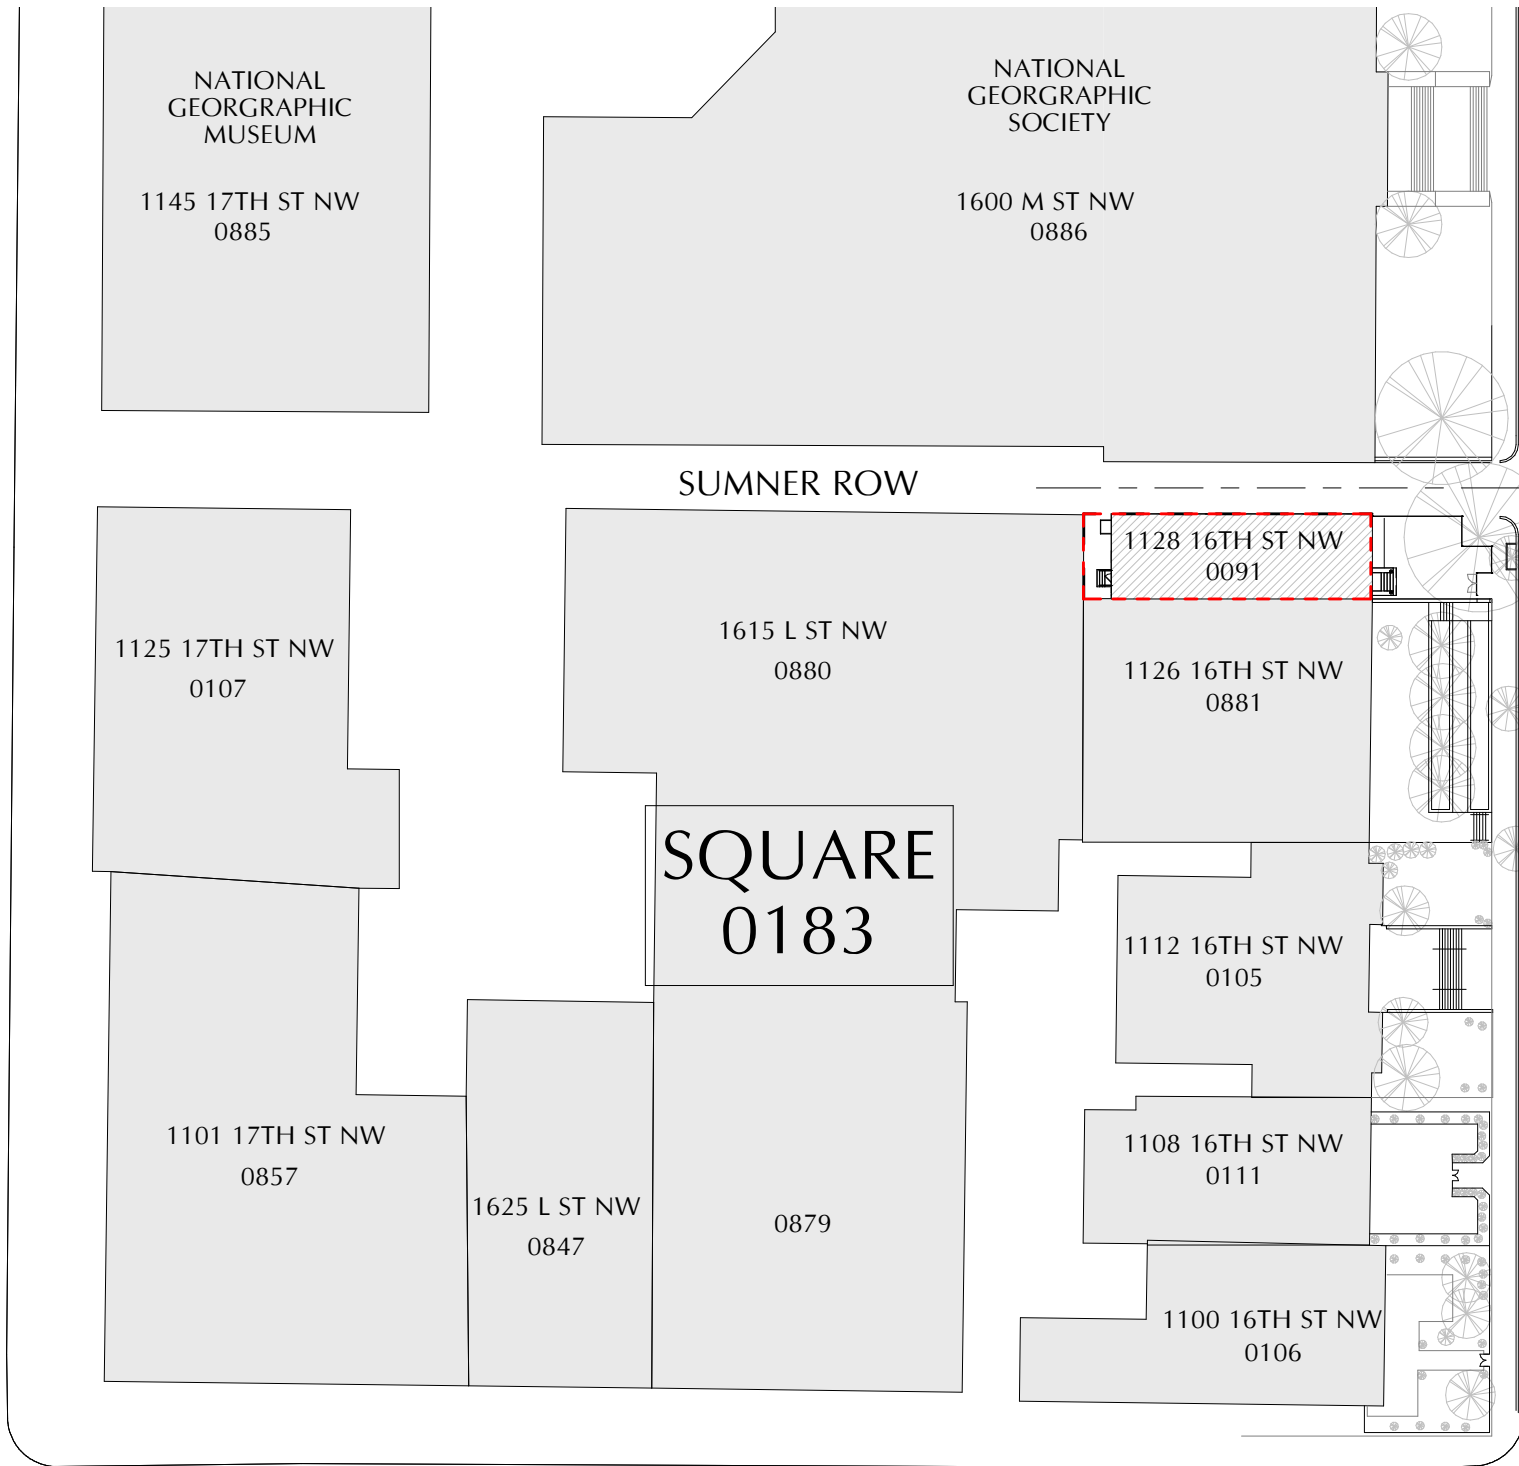 NATIONAL
GEORGRAPHIC
MUSEUM
1145 17TH ST NW
0885
NATIONAL
GEORGRAPHIC
SOCIETY
1600 M ST NW
0886
SUMNER ROW
1128 16TH ST NW
0091
1125 17TH ST NW
0107
1615 L ST NW
0880
1126 16TH ST NW
0881
SQUARE
0183
1112 16TH ST NW
0105
1101 17TH ST NW
0857
1625 L ST NW
0847
0879
1108 16TH ST NW
0111
1100 16TH ST NW
0106